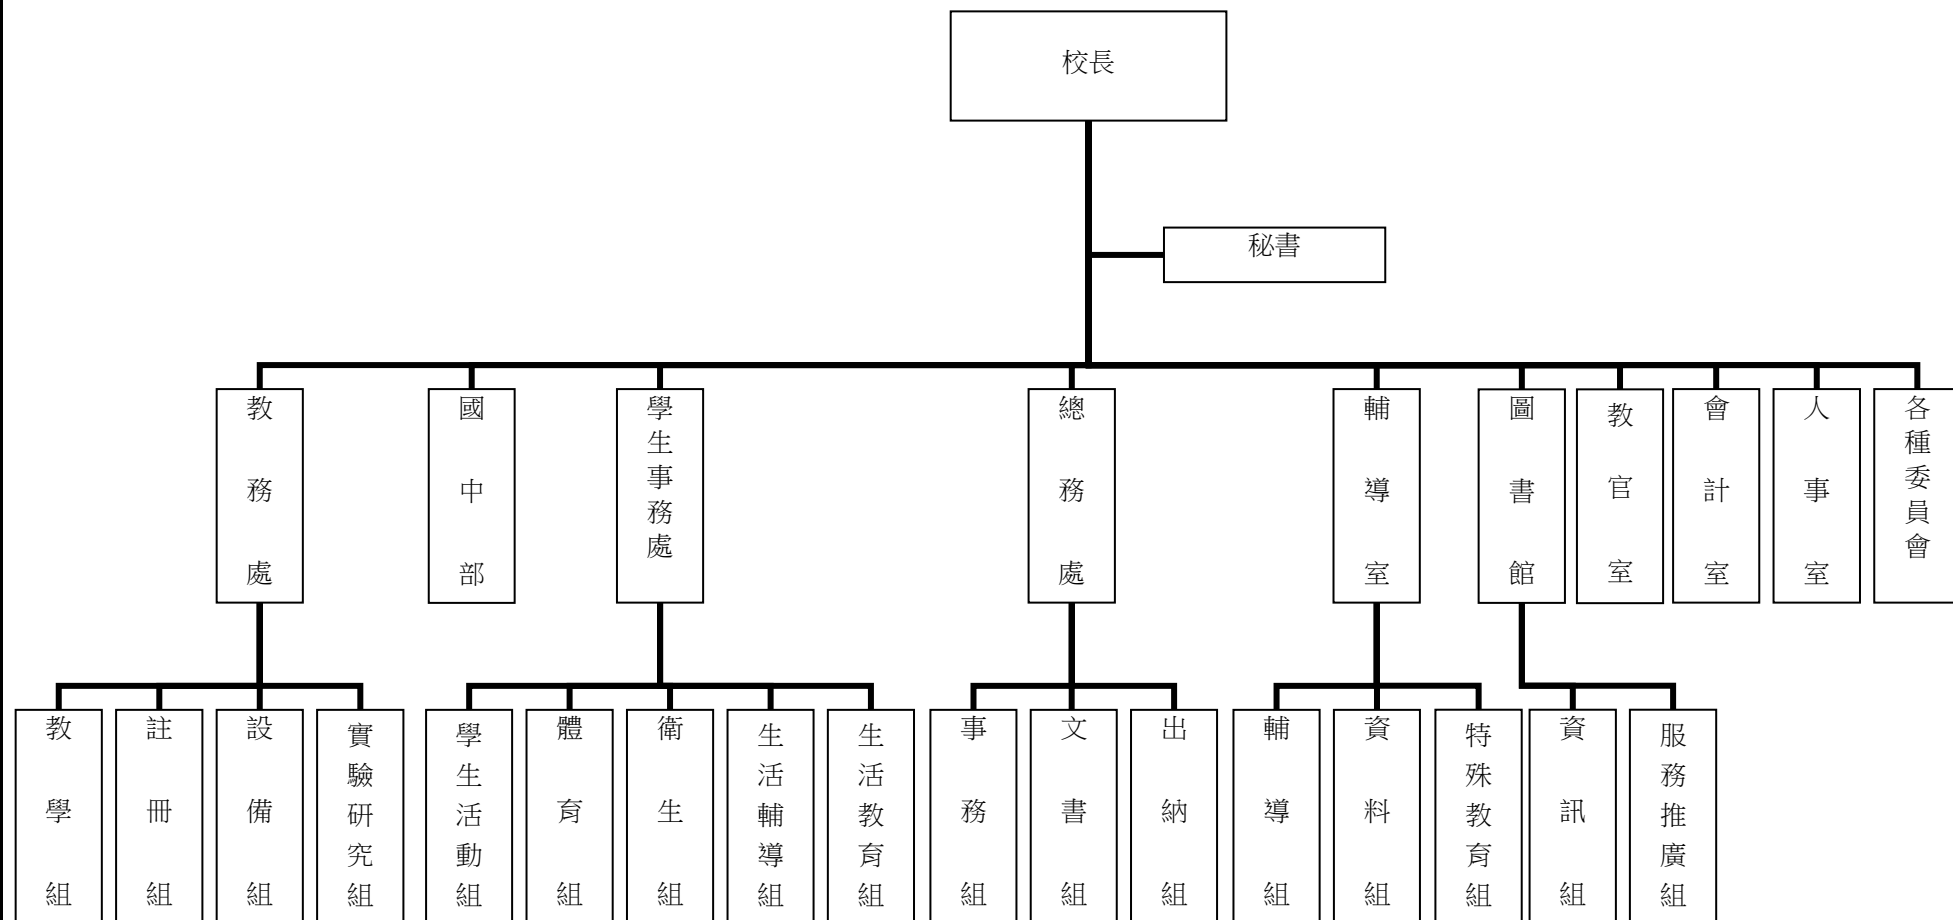 校長
秘書
教務處
國中部
學生事務處
總務處
輔導室
圖書館
教官室
會計室
人事室
各種委員會
教學組
註冊組
設備組
實驗研究組
學生活動組
體育組
衛生組
生活輔導組
生活教育組
事務組
文書組
出納組
輔導組
資料組
特殊教育組
資訊組
服務推廣組